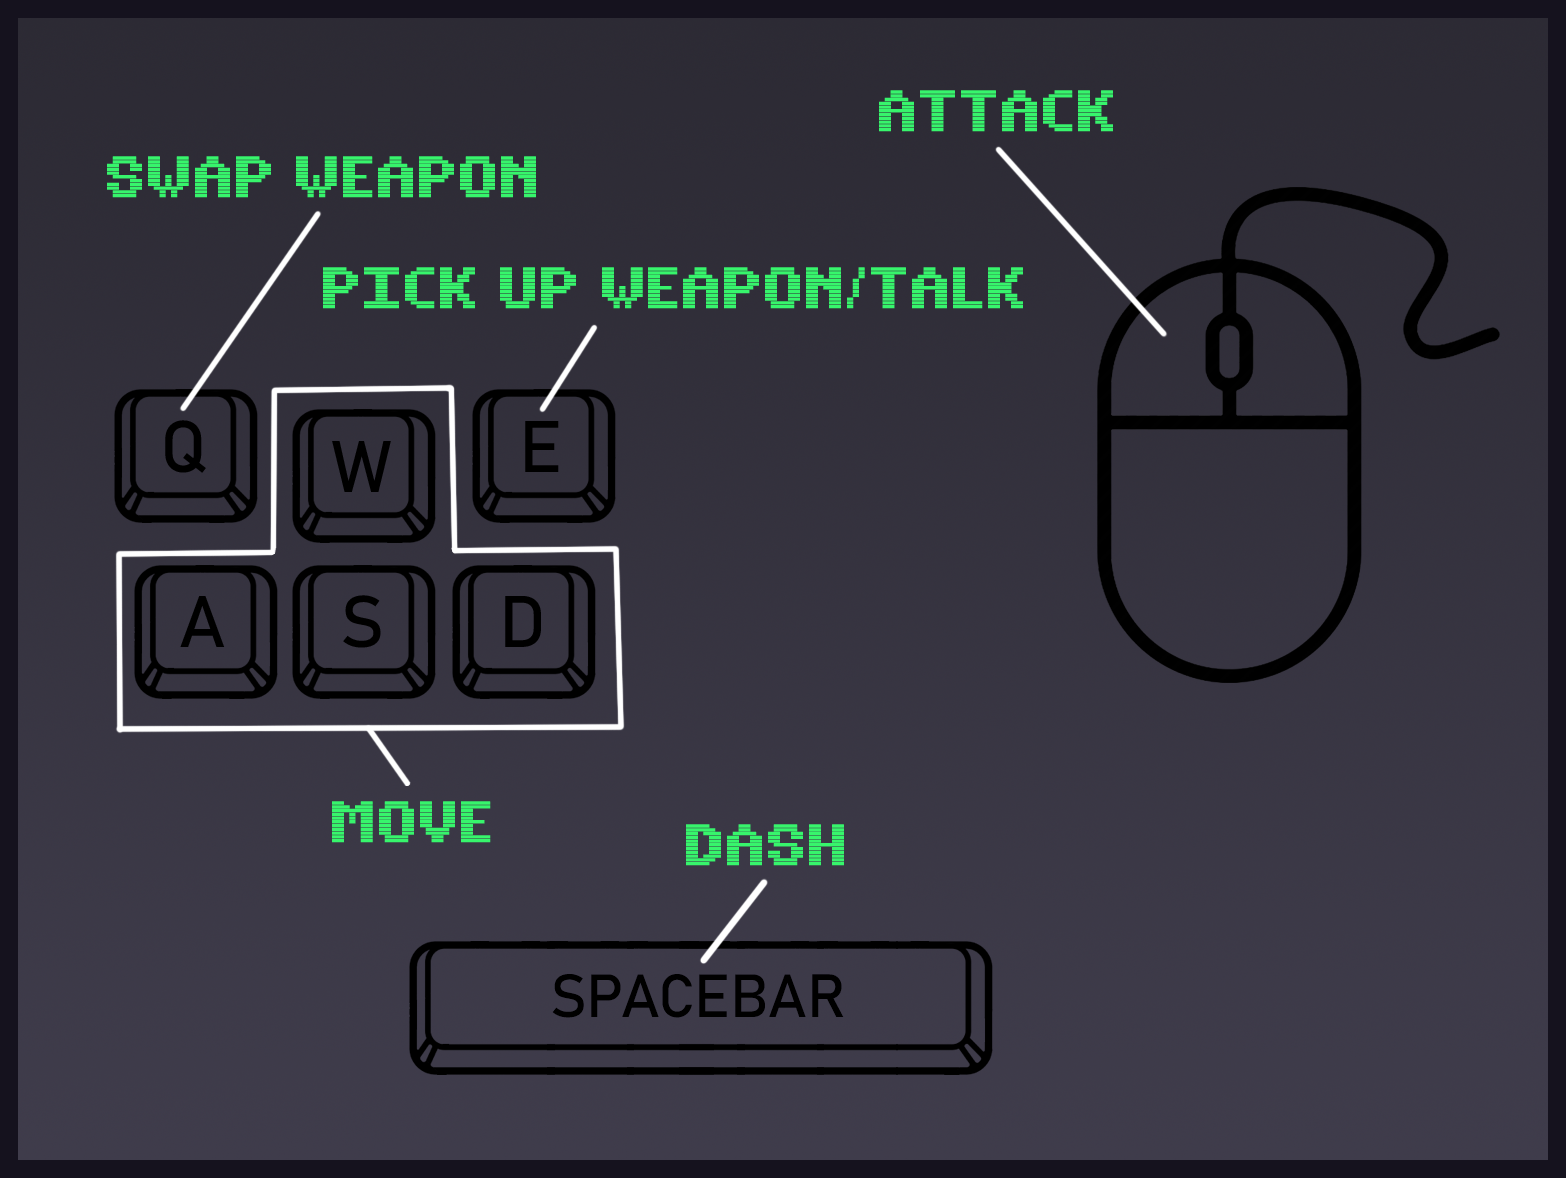 ATTACK
SWAP WEAPON
PICK UP WEAPON/TALK
Q
W
E
A
S
D
MOVE
DASH
SPACEBAR